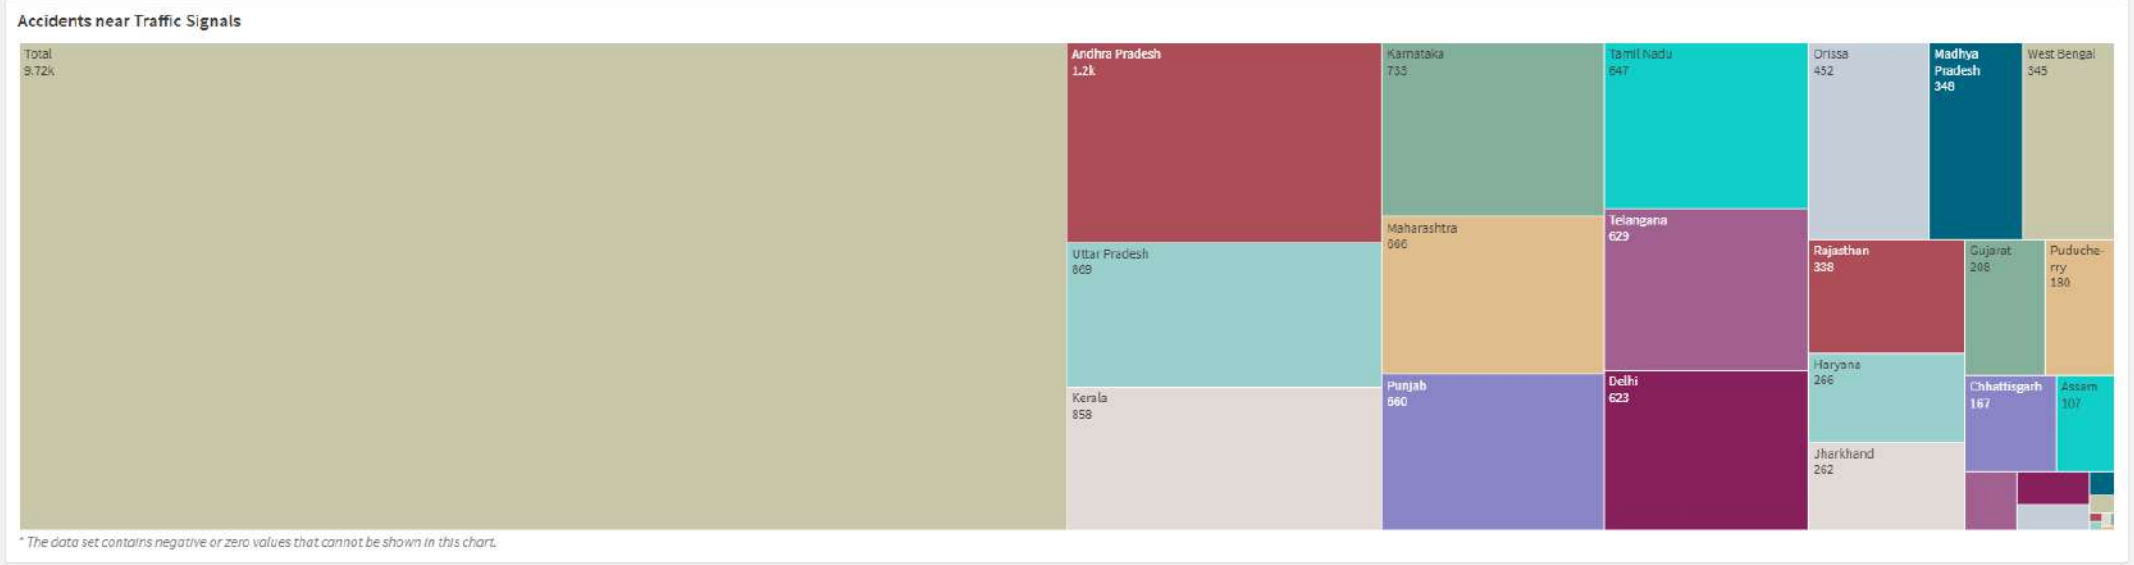 Accidents near Traffic Signals
Total
9.72k
Andhra Pradesh
1.2k
Uttar Pradesh
869
Kerala
858
Karnataka
733
Maharashtra
666
Punjab
660
Tamil Nadu
647
Telangana
629
Delhi
623
Orissa
452
Madhya
Pradesh
348
West Bengal
345
Rajasthan
338
Haryana
266
Jharkhand
262
Gujarat
208
Puduche-
rry
180
Chhattisgarh
167
Assam
107
* The data set contains negative or zero values that cannot be shown in this chart.